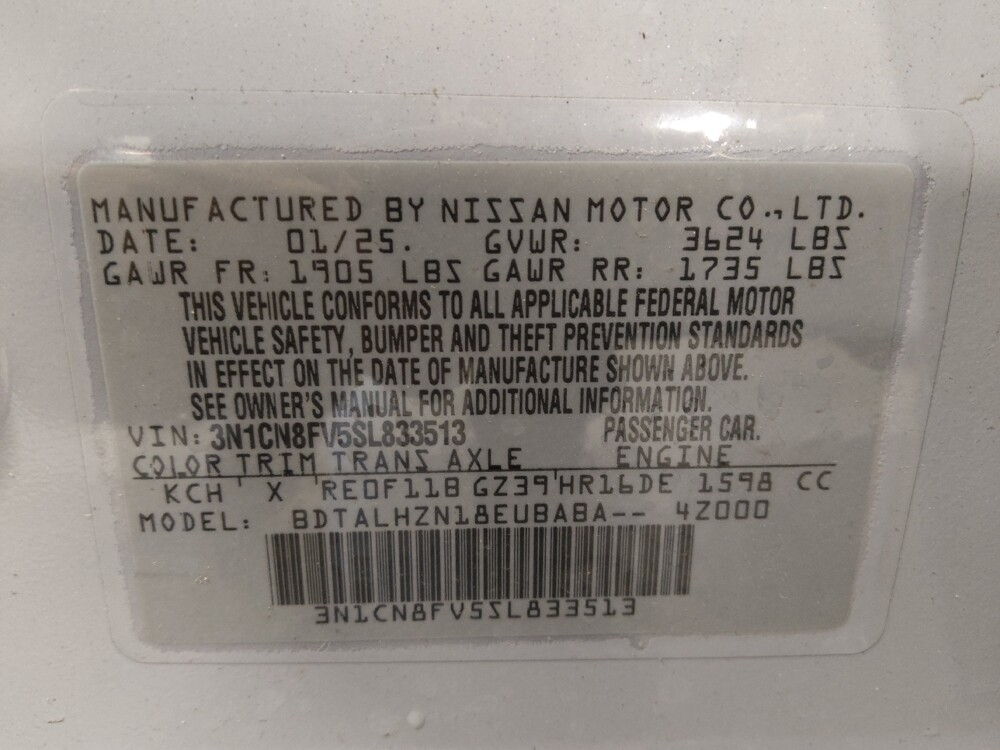 MANUFACTURED BY NISSAN MOTOR CO., LTD.
DATE: 01/25. GVWR: 3624 LBS
GAWR FR: 1905 LBS GAWR RR: 1735 LBS
THIS VEHICLE CONFORMS TO ALL APPLICABLE FEDERAL MOTOR
VEHICLE SAFETY, BUMPER AND THEFT PREVENTION STANDARDS
IN EFFECT ON THE DATE OF MANUFACTURE SHOWN ABOVE.
SEE OWNER'S MANUAL FOR ADDITIONAL INFORMATION.
VIN: 3N1CN8FV5SL833513 PASSENGER CAR.
COLOR TRIM TRANS AXLE ENGINE
KCH X RE0F11B GZ39 HR16DE 1598 CC
MODEL: BDTALHZN18EUBABA-- 4Z000
3N1CN8FV5SL833513